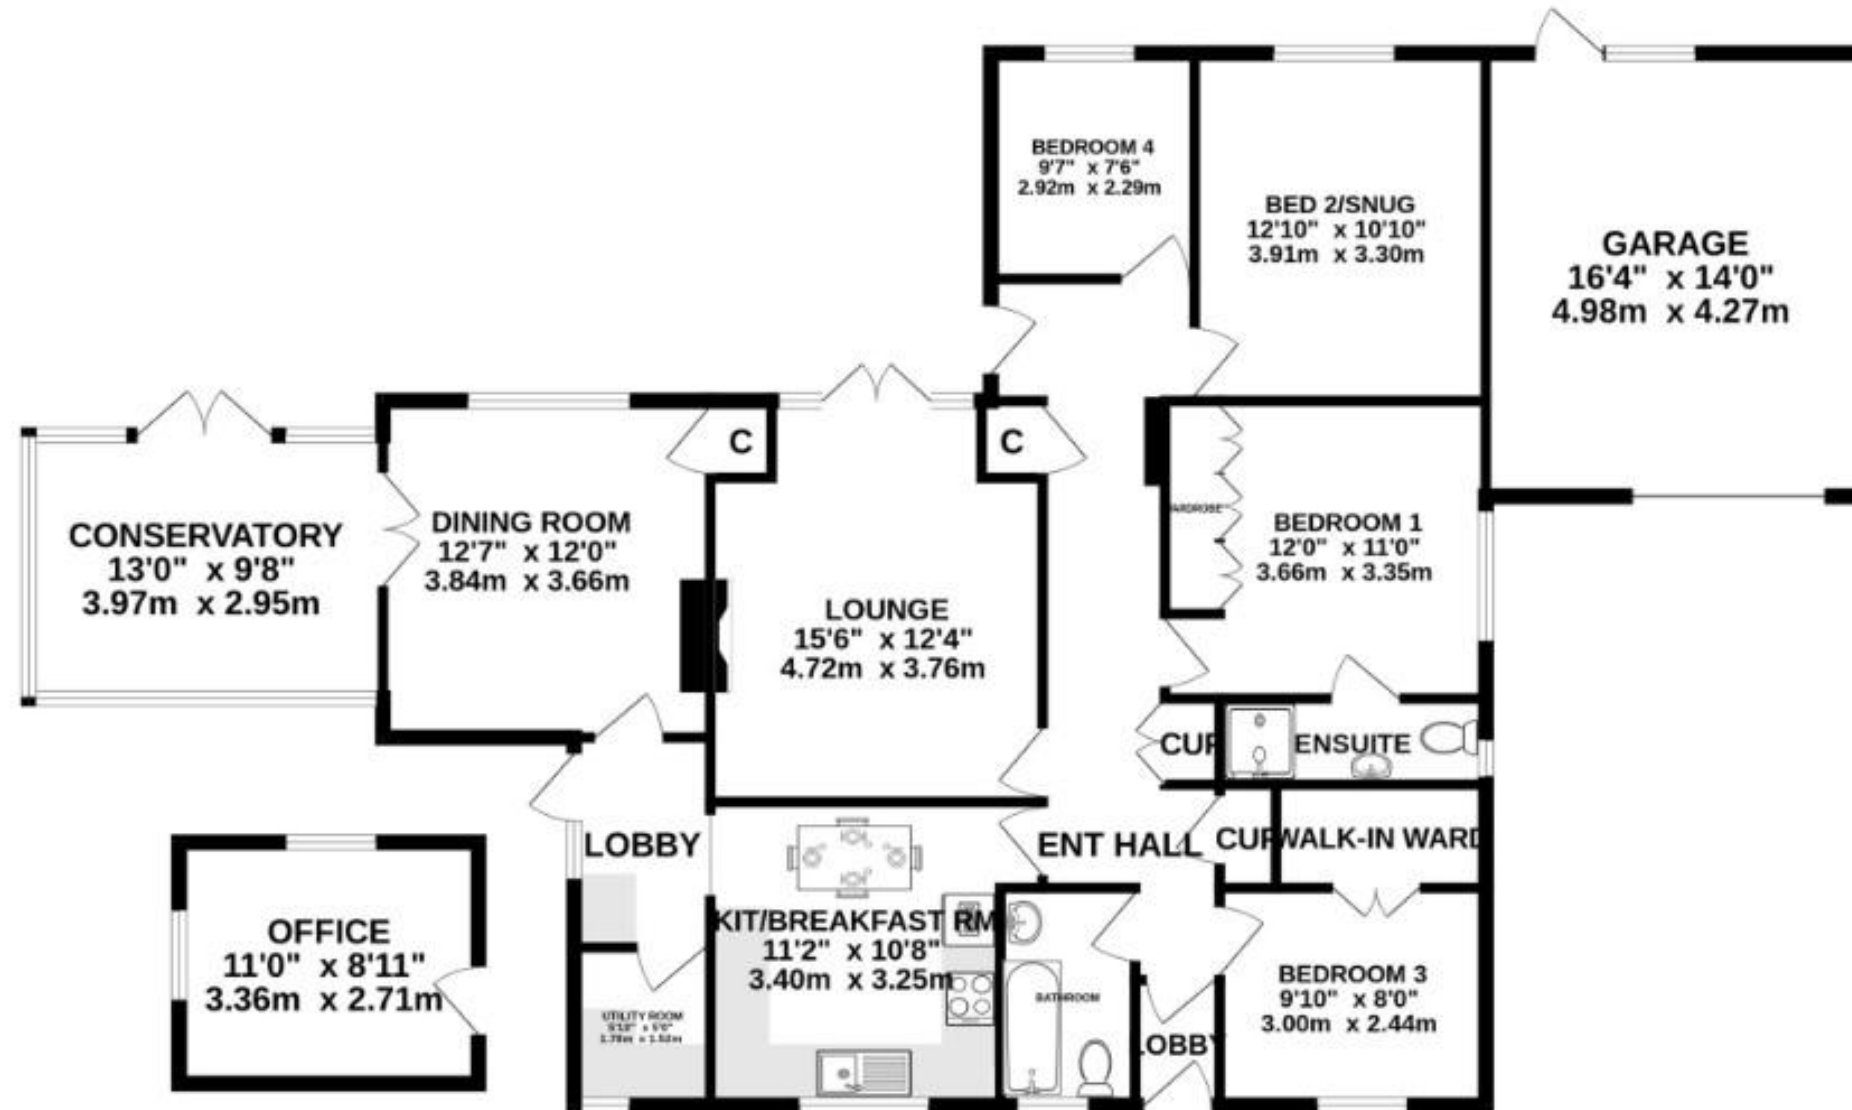 BEDROOM 4
9'7" x 7'6"
2.92m x 2.29m
BED 2/SNUG
12'10" x 10'10"
3.91m x 3.30m
GARAGE
16'4" x 14'0"
4.98m x 4.27m
C
C
CONSERVATORY
13'0" x 9'8"
3.97m x 2.95m
DINING ROOM
12'7" x 12'0"
3.84m x 3.66m
LOUNGE
15'6" x 12'4"
4.72m x 3.76m
BEDROOM 1
12'0" x 11'0"
3.66m x 3.35m
CUP
ENSUITE
LOBBY
ENT HALL
CUP
WALK-IN WARD
OFFICE
11'0" x 8'11"
3.36m x 2.71m
KIT/BREAKFAST RM
11'2" x 10'8"
3.40m x 3.25m
UTILITY ROOM
BATHROOM
BEDROOM 3
9'10" x 8'0"
3.00m x 2.44m
LOBBY